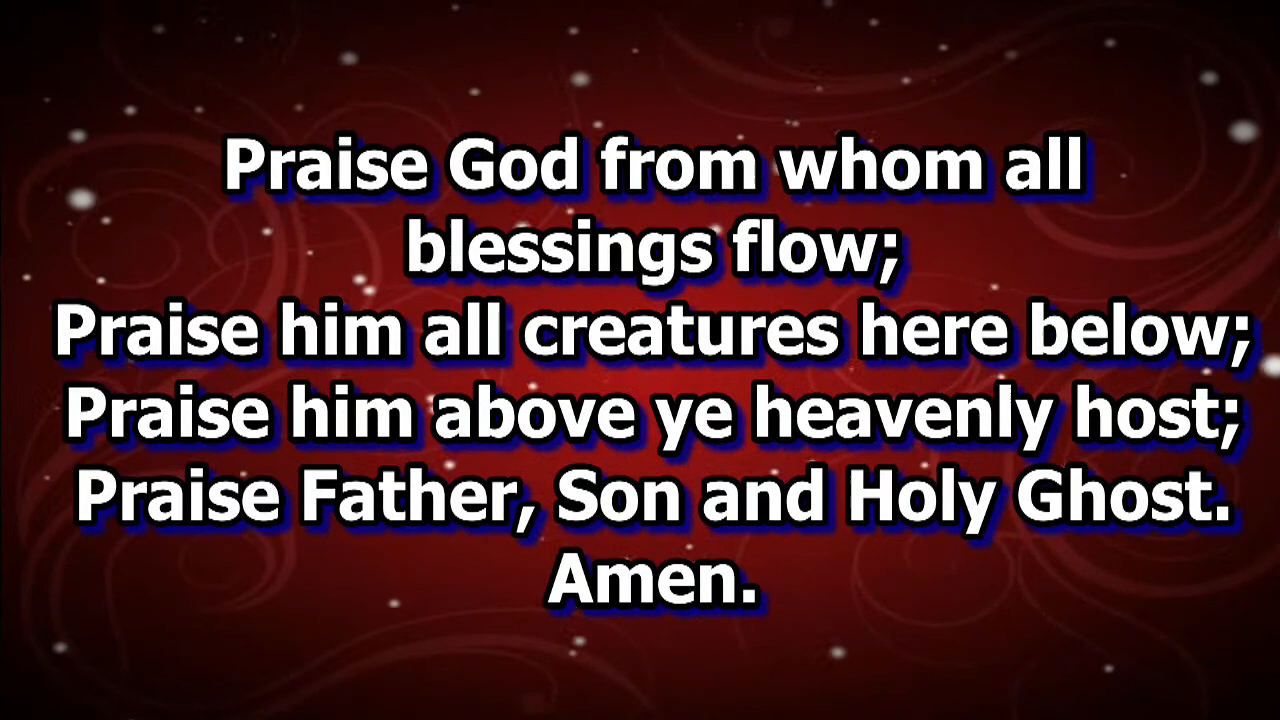 Praise God from whom all
blessings flow;
Praise him all creatures here below;
Praise him above ye heavenly host;
Praise Father, Son and Holy Ghost.
Amen.